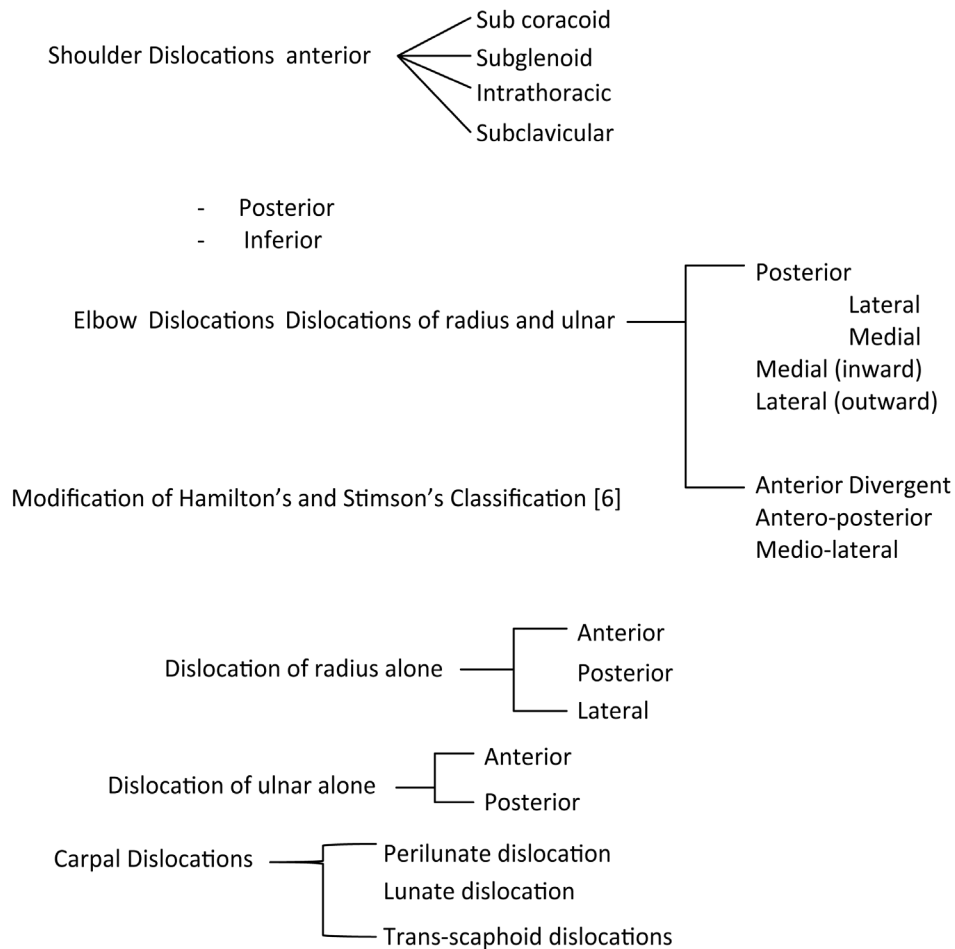 Sub coracoid
Shoulder Dislocations anterior
Subglenoid
Intrathoracic
Subclavicular
- Posterior
- Inferior
Elbow Dislocations Dislocations of radius and ulnar
Posterior
Lateral
Medial
Medial (inward)
Lateral (outward)
Modification of Hamilton's and Stimson's Classification [6]
Anterior Divergent
Antero-posterior
Medio-lateral
Dislocation of radius alone
Anterior
Posterior
Lateral
Dislocation of ulnar alone
Anterior
Posterior
Carpal Dislocations
Perilunate dislocation
Lunate dislocation
Trans-scaphoid dislocations